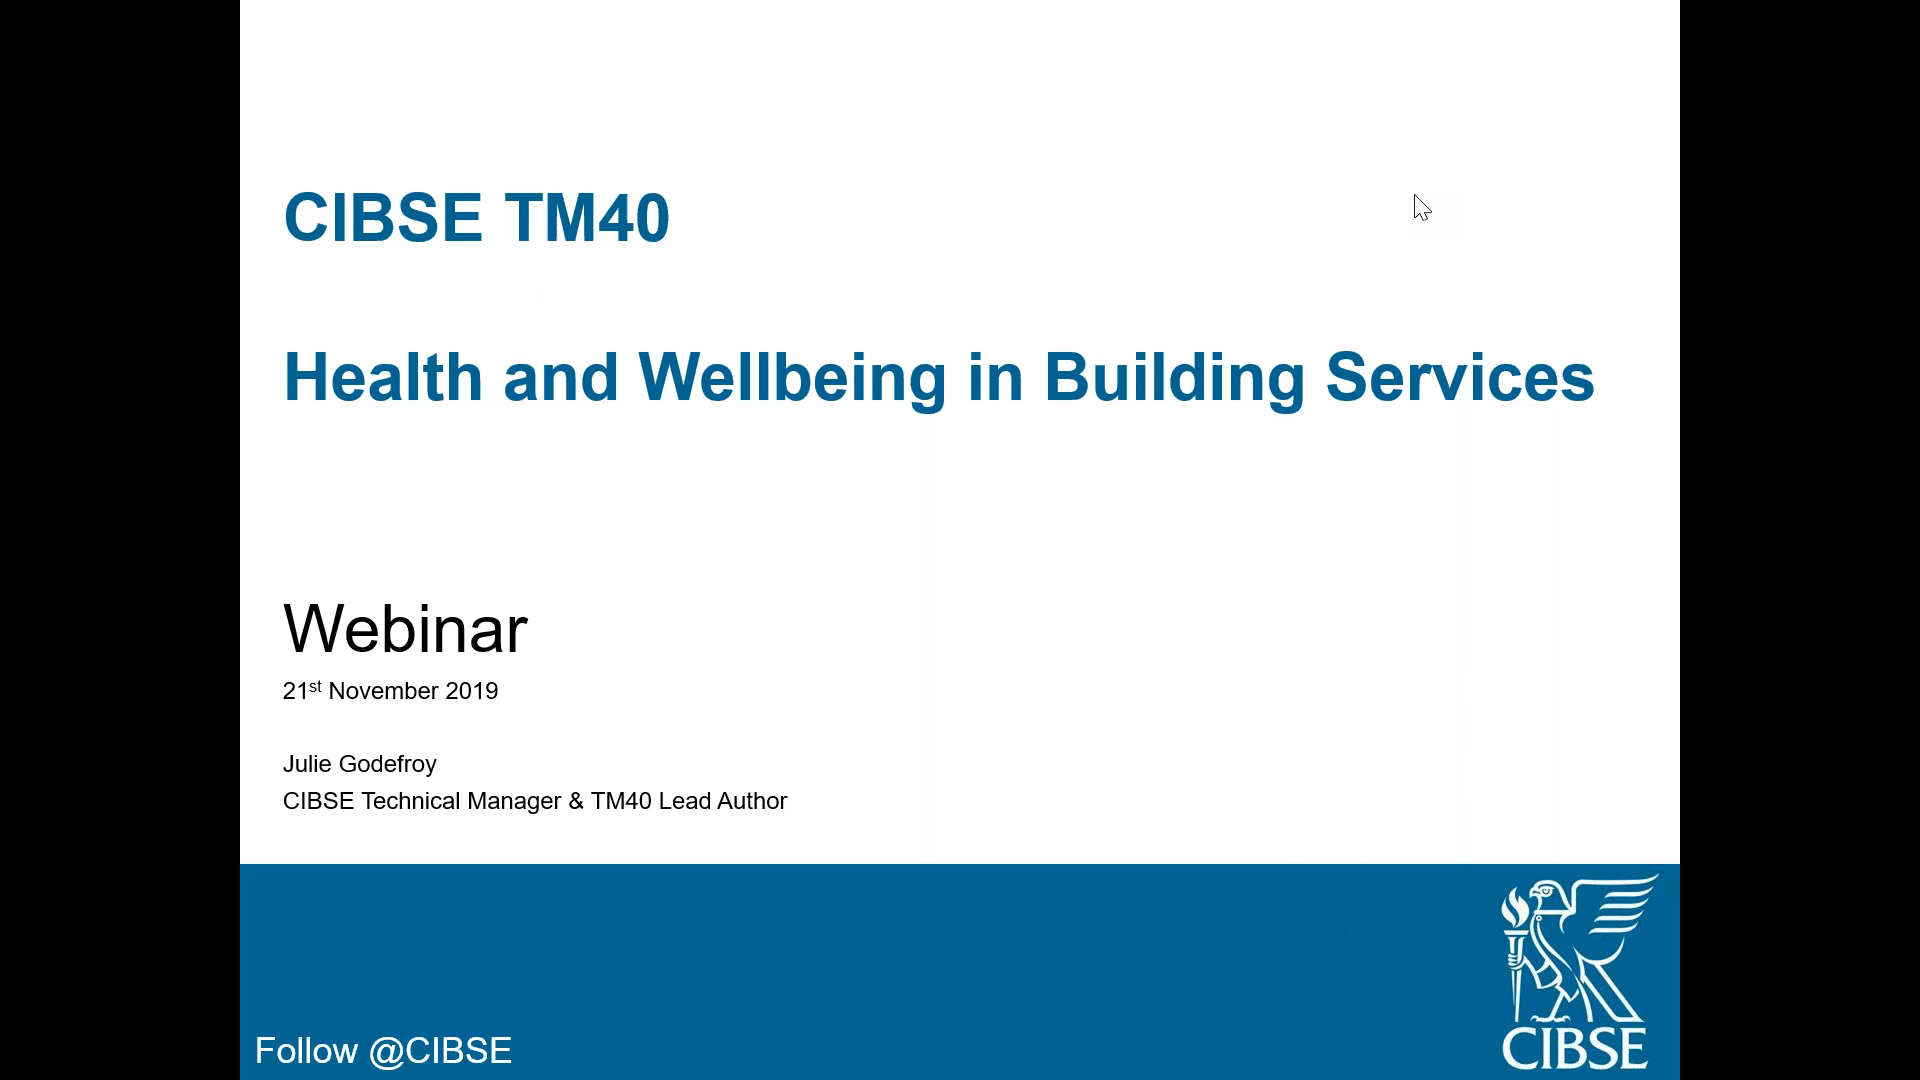 CIBSE TM40
Health and Wellbeing in Building Services
Webinar
21st November 2019
Julie Godefroy
CIBSE Technical Manager & TM40 Lead Author
Follow @CIBSE
CIBSE